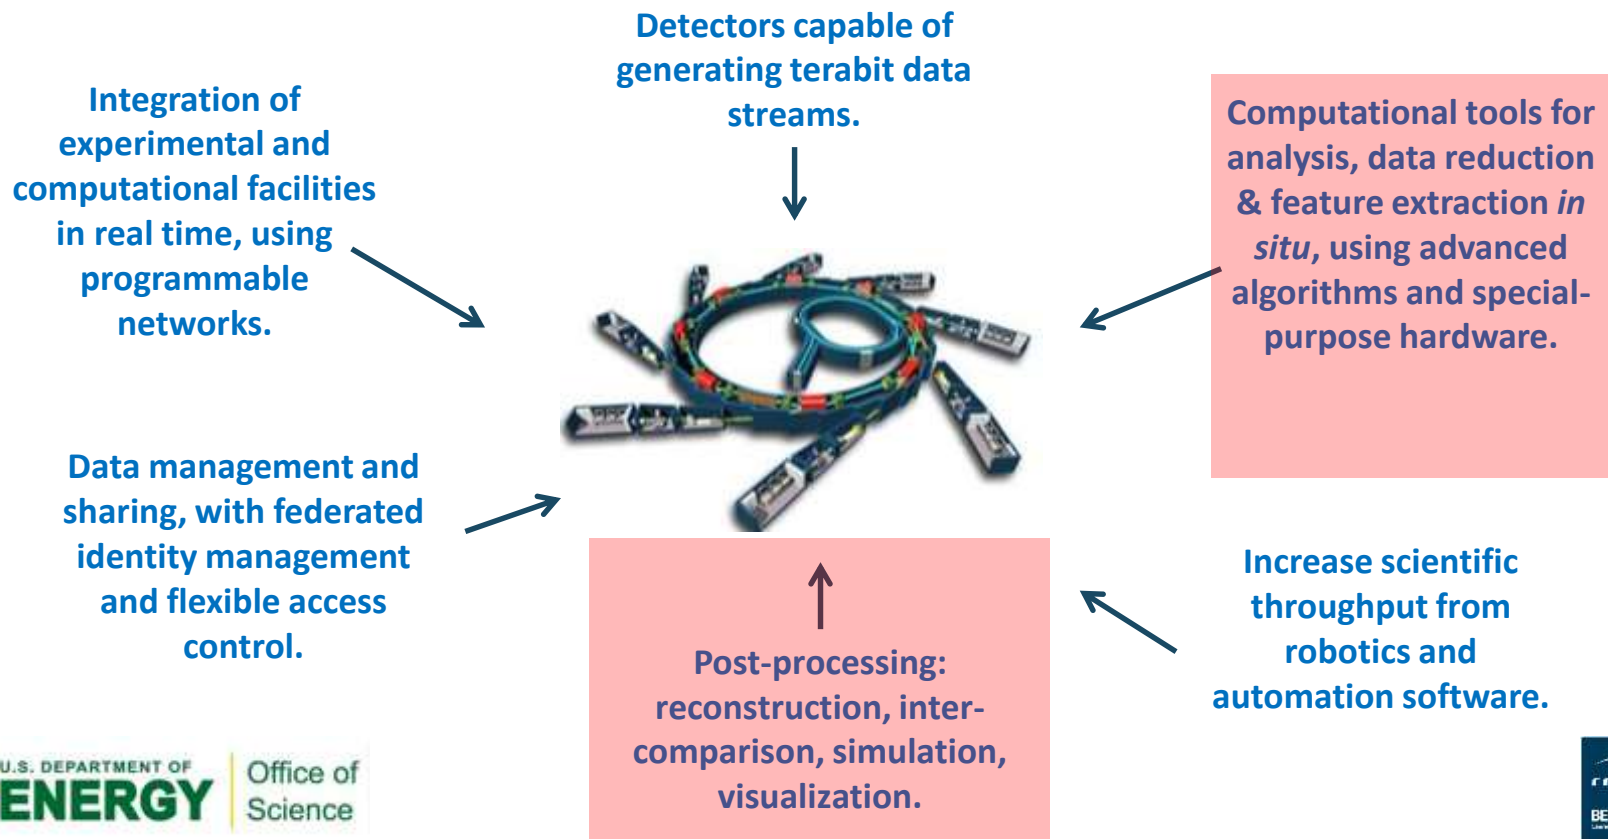 Detectors capable of
generating terabit data
streams.
Integration of
experimental and
computational facilities
in real time, using
programmable
networks.
Computational tools for
analysis, data reduction
& feature extraction in
situ, using advanced
algorithms and special-
purpose hardware.
Data management and
sharing, with federated
identity management
and flexible access
control.
Post-processing:
reconstruction, inter-
comparison, simulation,
visualization.
Increase scientific
throughput from
robotics and
automation software.
U.S. DEPARTMENT OF
ENERGY
Office of
Science